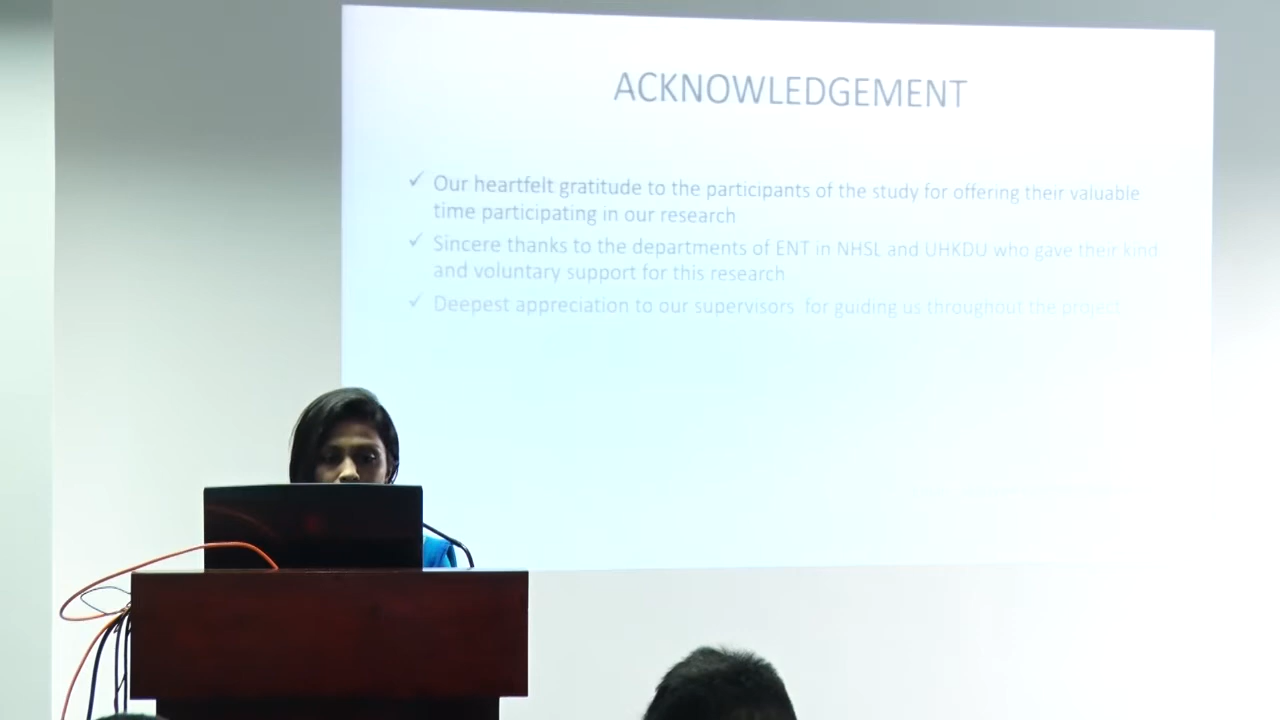 ACKNOWLEDGEMENT
✓ Our heartfelt gratitude to the participants of the study for offering their valuable
time participating in our research
✓ Sincere thanks to the departments of ENT in NHSL and UHKDU who gave their kind
and voluntary support for this research
✓ Deepest appreciation to our supervisors for guiding us throughout the project